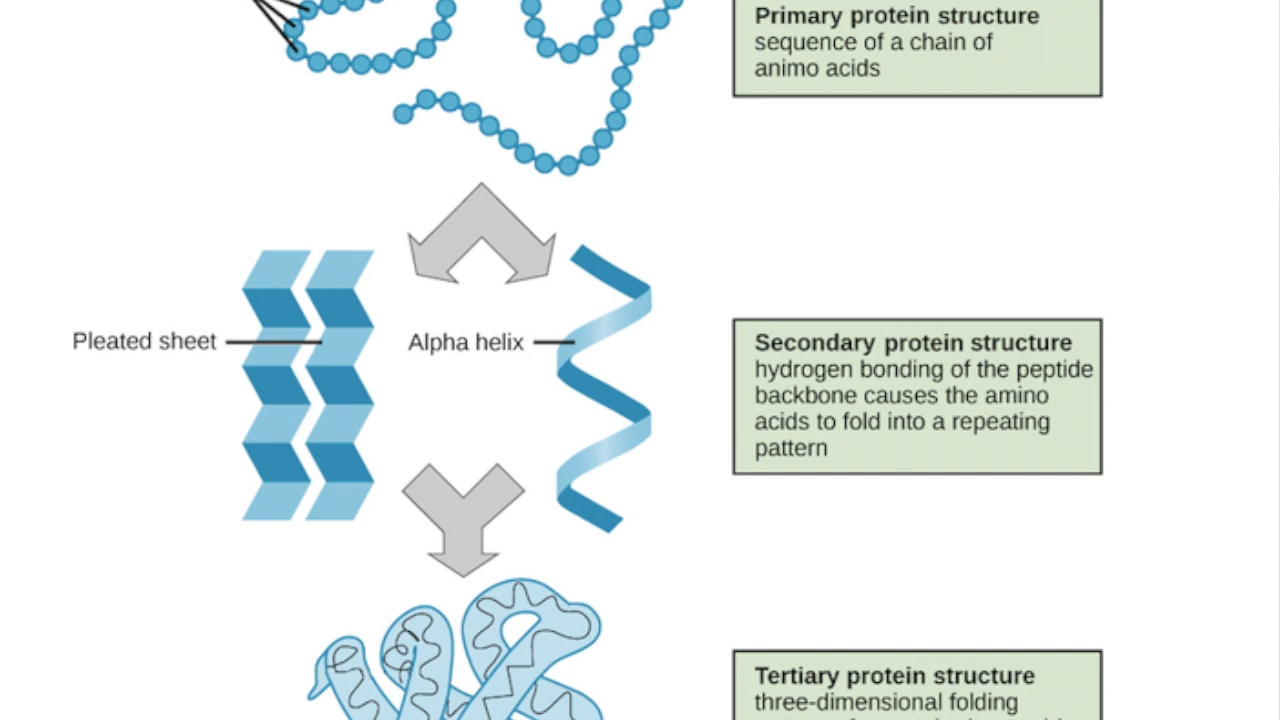 Primary protein structure
sequence of a chain of
animo acids
Pleated sheet
Alpha helix
Secondary protein structure
hydrogen bonding of the peptide
backbone causes the amino
acids to fold into a repeating
pattern
Tertiary protein structure
three-dimensional folding